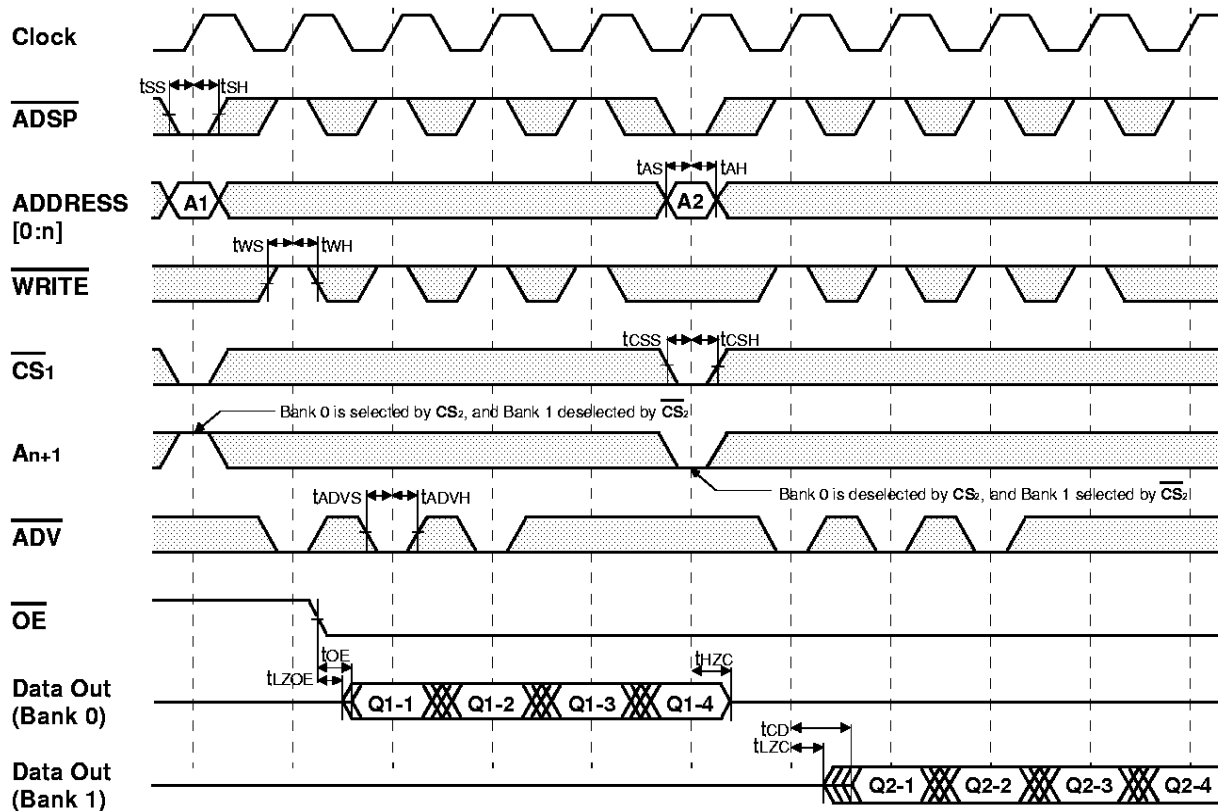 Clock
tSS tSH
ADSP
tAS tAH
ADDRESS
[0:n]
A1 A2
tWS tWH
WRITE
tCSS tCSH
CS1
Bank 0 is selected by CS2, and Bank 1 deselected by CS2
An+1
Bank 0 is deselected by CS2, and Bank 1 selected by CS2
tADVS tADVH
ADV
OE
tOE
tLZOE
tHZC
Data Out
(Bank 0)
Q1-1 Q1-2 Q1-3 Q1-4
tCD
tLZC
Data Out
(Bank 1)
Q2-1 Q2-2 Q2-3 Q2-4